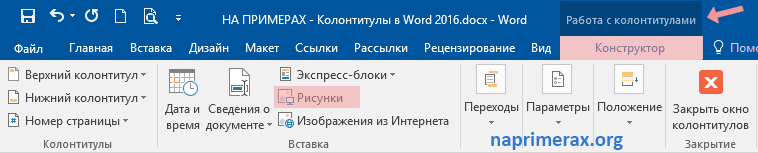 НА ПРИМЕРАХ - Колонтитулы в Word 2016.docx - Word
Работа с колонтитулами
Файл Главная Вставка Дизайн Макет Ссылки Рассылки Рецензировани Вид Конструктор
Верхний колонтитул
Нижний колонтитул
Номер страницы
Колонтитулы
Дата и
время
Сведения о
документе
Экспресс-блоки
Рисунки
Изображения из Интернета
Вставка
Переходы
Параметры
Положение
Закрыть окно
колонтитулов
Закрытие
naprimerax.org